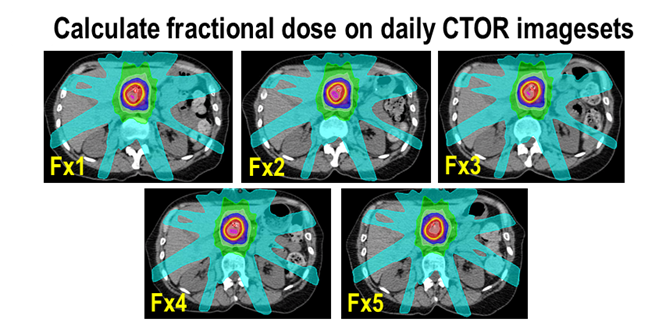 Calculate fractional dose on daily CTOR imagesets
Fx1
Fx2
Fx3
Fx4
Fx5